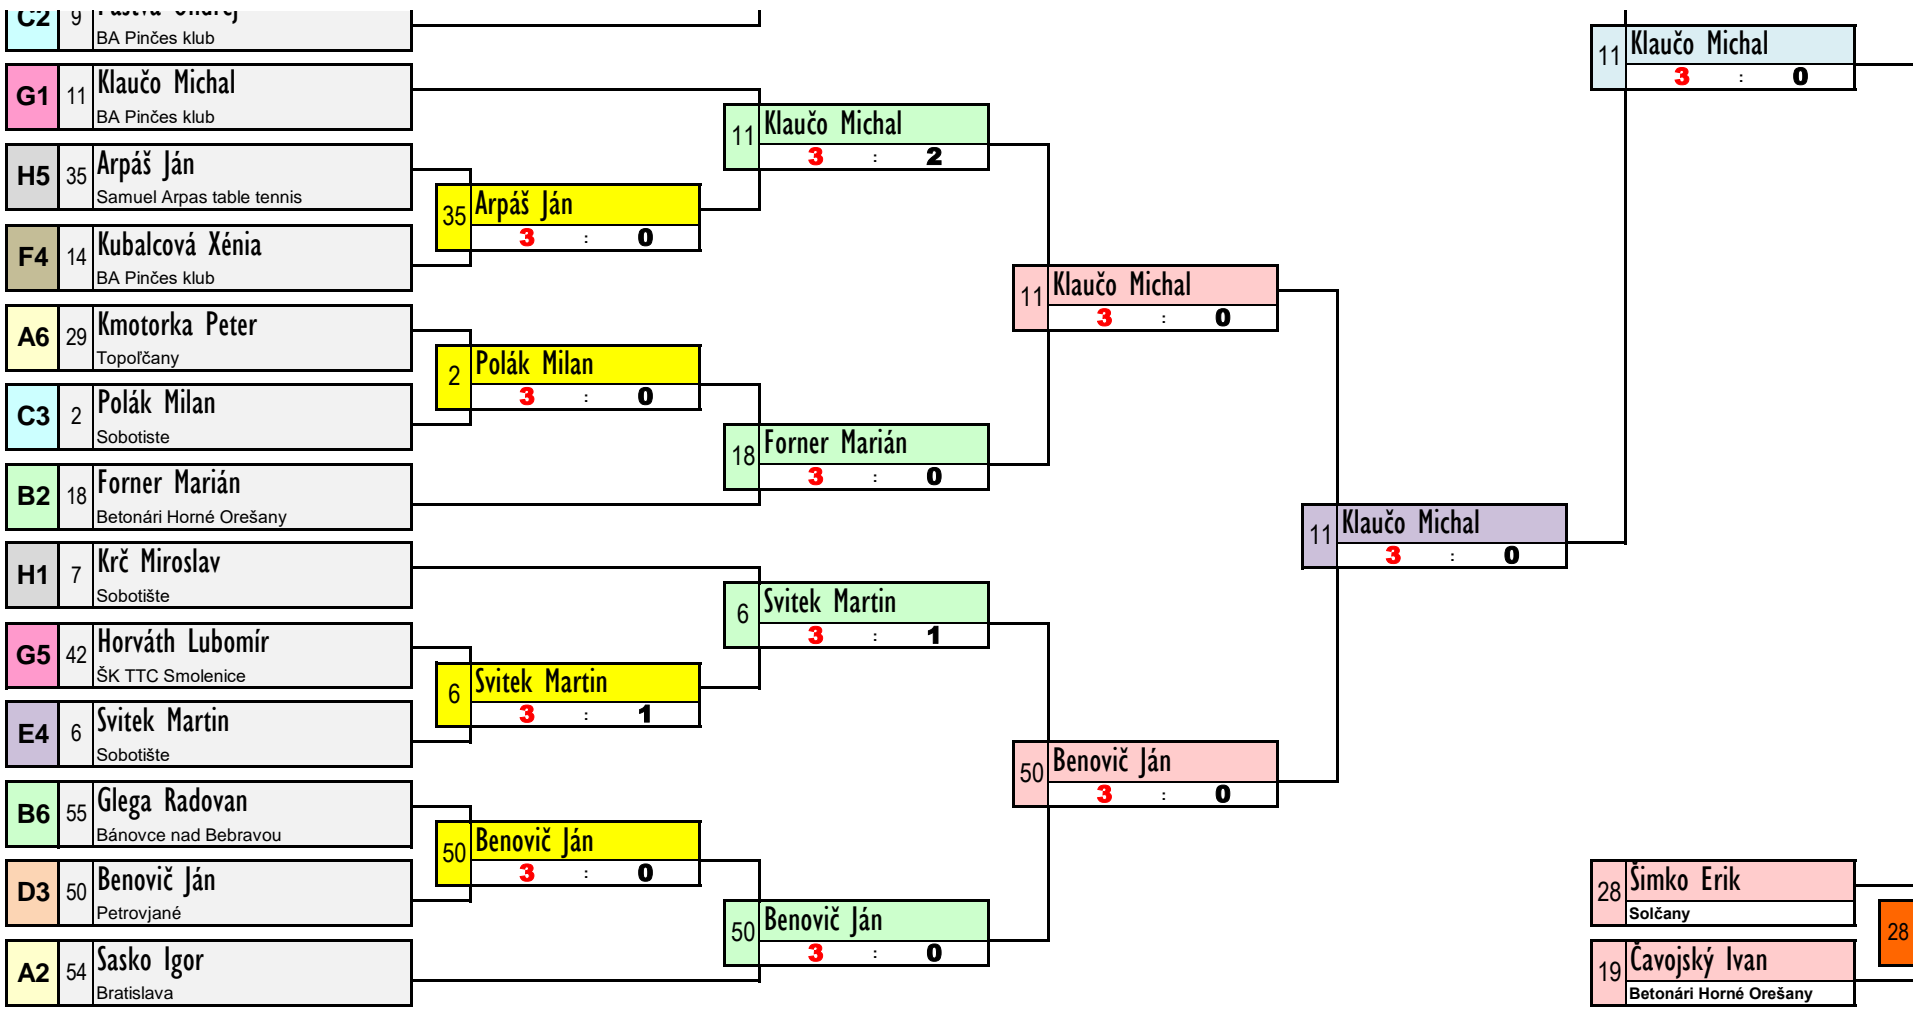 C2 9
BA Pinčes klub
G1 11 Klaučo Michal
BA Pinčes klub
H5 35 Arpáš Ján
Samuel Arpas table tennis
F4 14 Kubalcová Xénia
BA Pinčes klub
A6 29 Kmotorka Peter
Topoľčany
C3 2 Polák Milan
Sobotiste
B2 18 Forner Marián
Betonári Horné Orešany
H1 7 Krč Miroslav
Sobotište
G5 42 Horváth Lubomír
ŠK TTC Smolenice
E4 6 Svitek Martin
Sobotište
B6 55 Glega Radovan
Bánovce nad Bebravou
D3 50 Benovič Ján
Petrovjané
A2 54 Sasko Igor
Bratislava
35 Arpáš Ján
3 : 0
2 Polák Milan
3 : 0
6 Svitek Martin
3 : 1
50 Benovič Ján
3 : 0
11 Klaučo Michal
3 : 2
18 Forner Marián
3 : 0
6 Svitek Martin
3 : 1
50 Benovič Ján
3 : 0
11 Klaučo Michal
3 : 0
50 Benovič Ján
3 : 0
11 Klaučo Michal
3 : 0
11 Klaučo Michal
3 : 0
28 Šimko Erik
Solčany
19 Čavojský Ivan
Betonári Horné Orešany
28